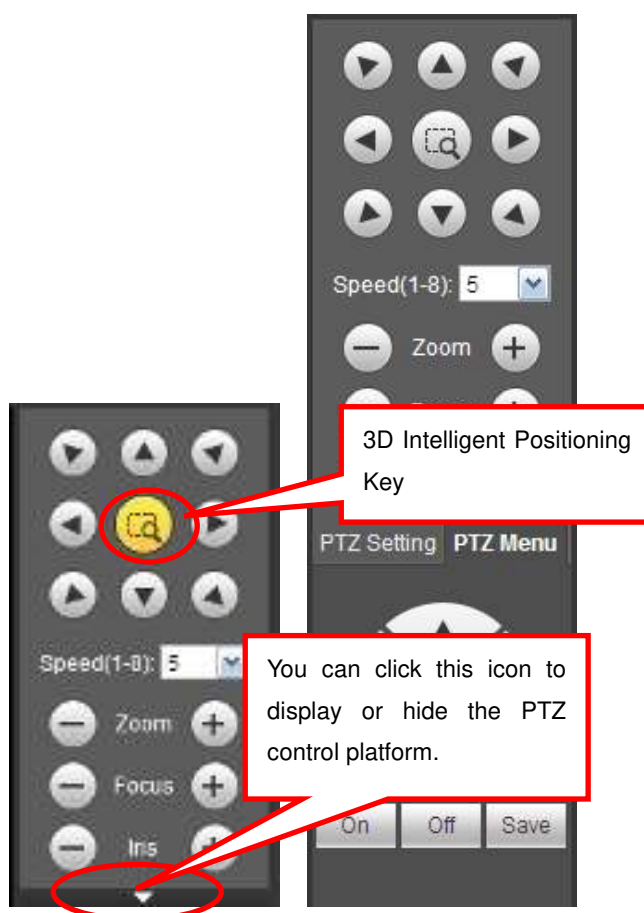 Speed(1-8): 5
Zoom
3D Intelligent Positioning
Key
PTZ Setting PTZ Menu
Speed(1-8): 5
Zoom
Focus
Iris
You can click this icon to
display or hide the PTZ
control platform.
On Off Save